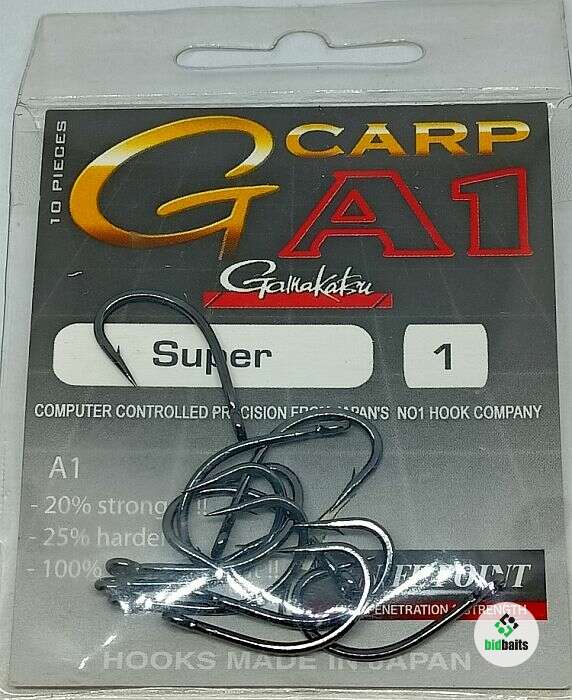 10 PIECES
G CARP
A1
Gamakatsu
Super 1
COMPUTER CONTROLLED PRECISION FROM JAPAN'S NO1 HOOK COMPANY
A1
- 20% strong !!
- 25% harder
- 100% !!
POINT
PENETRATION STRENGTH
HOOKS MADE IN JAPAN
bidbaits